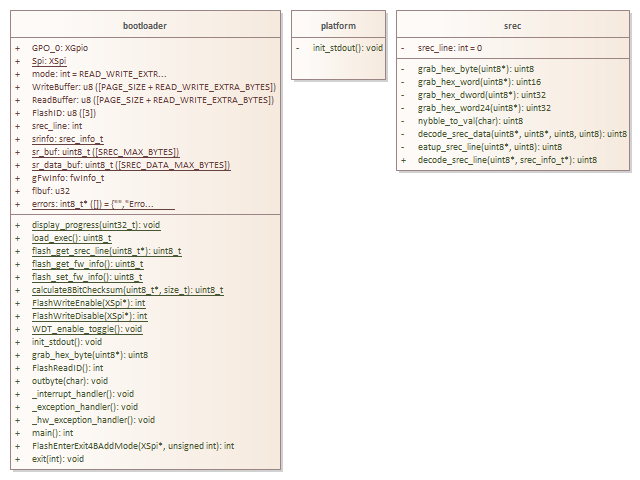 bootloader
+ GPO_0: XGpio
+ Spi: XSpi
+ mode: int = READ_WRITE_EXTR...
+ WriteBuffer: u8 ([PAGE_SIZE + READ_WRITE_EXTRA_BYTES])
+ ReadBuffer: u8 ([PAGE_SIZE + READ_WRITE_EXTRA_BYTES])
+ FlashID: u8 ([3])
+ srec_line: int
+ srinfo: srec_info_t
+ sr_buf: uint8_t ([SREC_MAX_BYTES])
+ sr_data_buf: uint8_t ([SREC_DATA_MAX_BYTES])
+ gFwInfo: fwInfo_t
+ flbuf: u32
+ errors: int8_t* ([]) = {"","Erro...
+ display_progress(uint32_t): void
+ load_exec(): uint8_t
+ flash_get_srec_line(uint8_t*): uint8_t
+ flash_get_fw_info(): uint8_t
+ flash_set_fw_info(): uint8_t
+ calculate8BitChecksum(uint8_t*, size_t): uint8_t
+ FlashWriteEnable(XSpi*): int
+ FlashWriteDisable(XSpi*): int
+ WDT_enable_toggle(): void
+ init_stdout(): void
+ grab_hex_byte(uint8*): uint8
+ FlashReadID(): int
+ outbyte(char): void
+ _interrupt_handler(): void
+ _exception_handler(): void
+ _hw_exception_handler(): void
+ main(): int
+ FlashEnterExit4BAddMode(XSpi*, unsigned int): int
+ exit(int): void
platform
- init_stdout(): void
srec
- srec_line: int = 0
- grab_hex_byte(uint8*): uint8
- grab_hex_word(uint8*): uint16
- grab_hex_dword(uint8*): uint32
- grab_hex_word24(uint8*): uint32
- nybble_to_val(char): uint8
- decode_srec_data(uint8*, uint8*, uint8, uint8): uint8
- eatup_srec_line(uint8*, uint8): uint8
+ decode_srec_line(uint8*, srec_info_t*): uint8